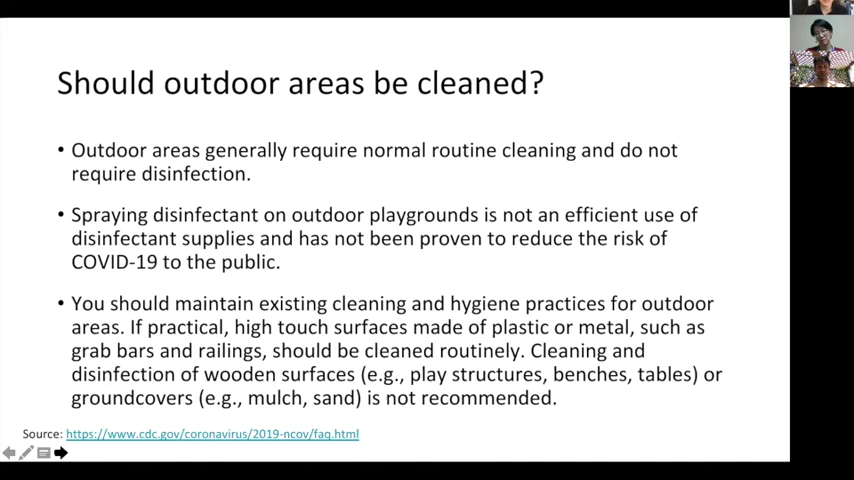 Should outdoor areas be cleaned?
• Outdoor areas generally require normal routine cleaning and do not
require disinfection.
• Spraying disinfectant on outdoor playgrounds is not an efficient use of
disinfectant supplies and has not been proven to reduce the risk of
COVID-19 to the public.
• You should maintain existing cleaning and hygiene practices for outdoor
areas. If practical, high touch surfaces made of plastic or metal, such as
grab bars and railings, should be cleaned routinely. Cleaning and
disinfection of wooden surfaces (e.g., play structures, benches, tables) or
groundcovers (e.g., mulch, sand) is not recommended.
Source: https://www.cdc.gov/coronavirus/2019-ncov/faq.html